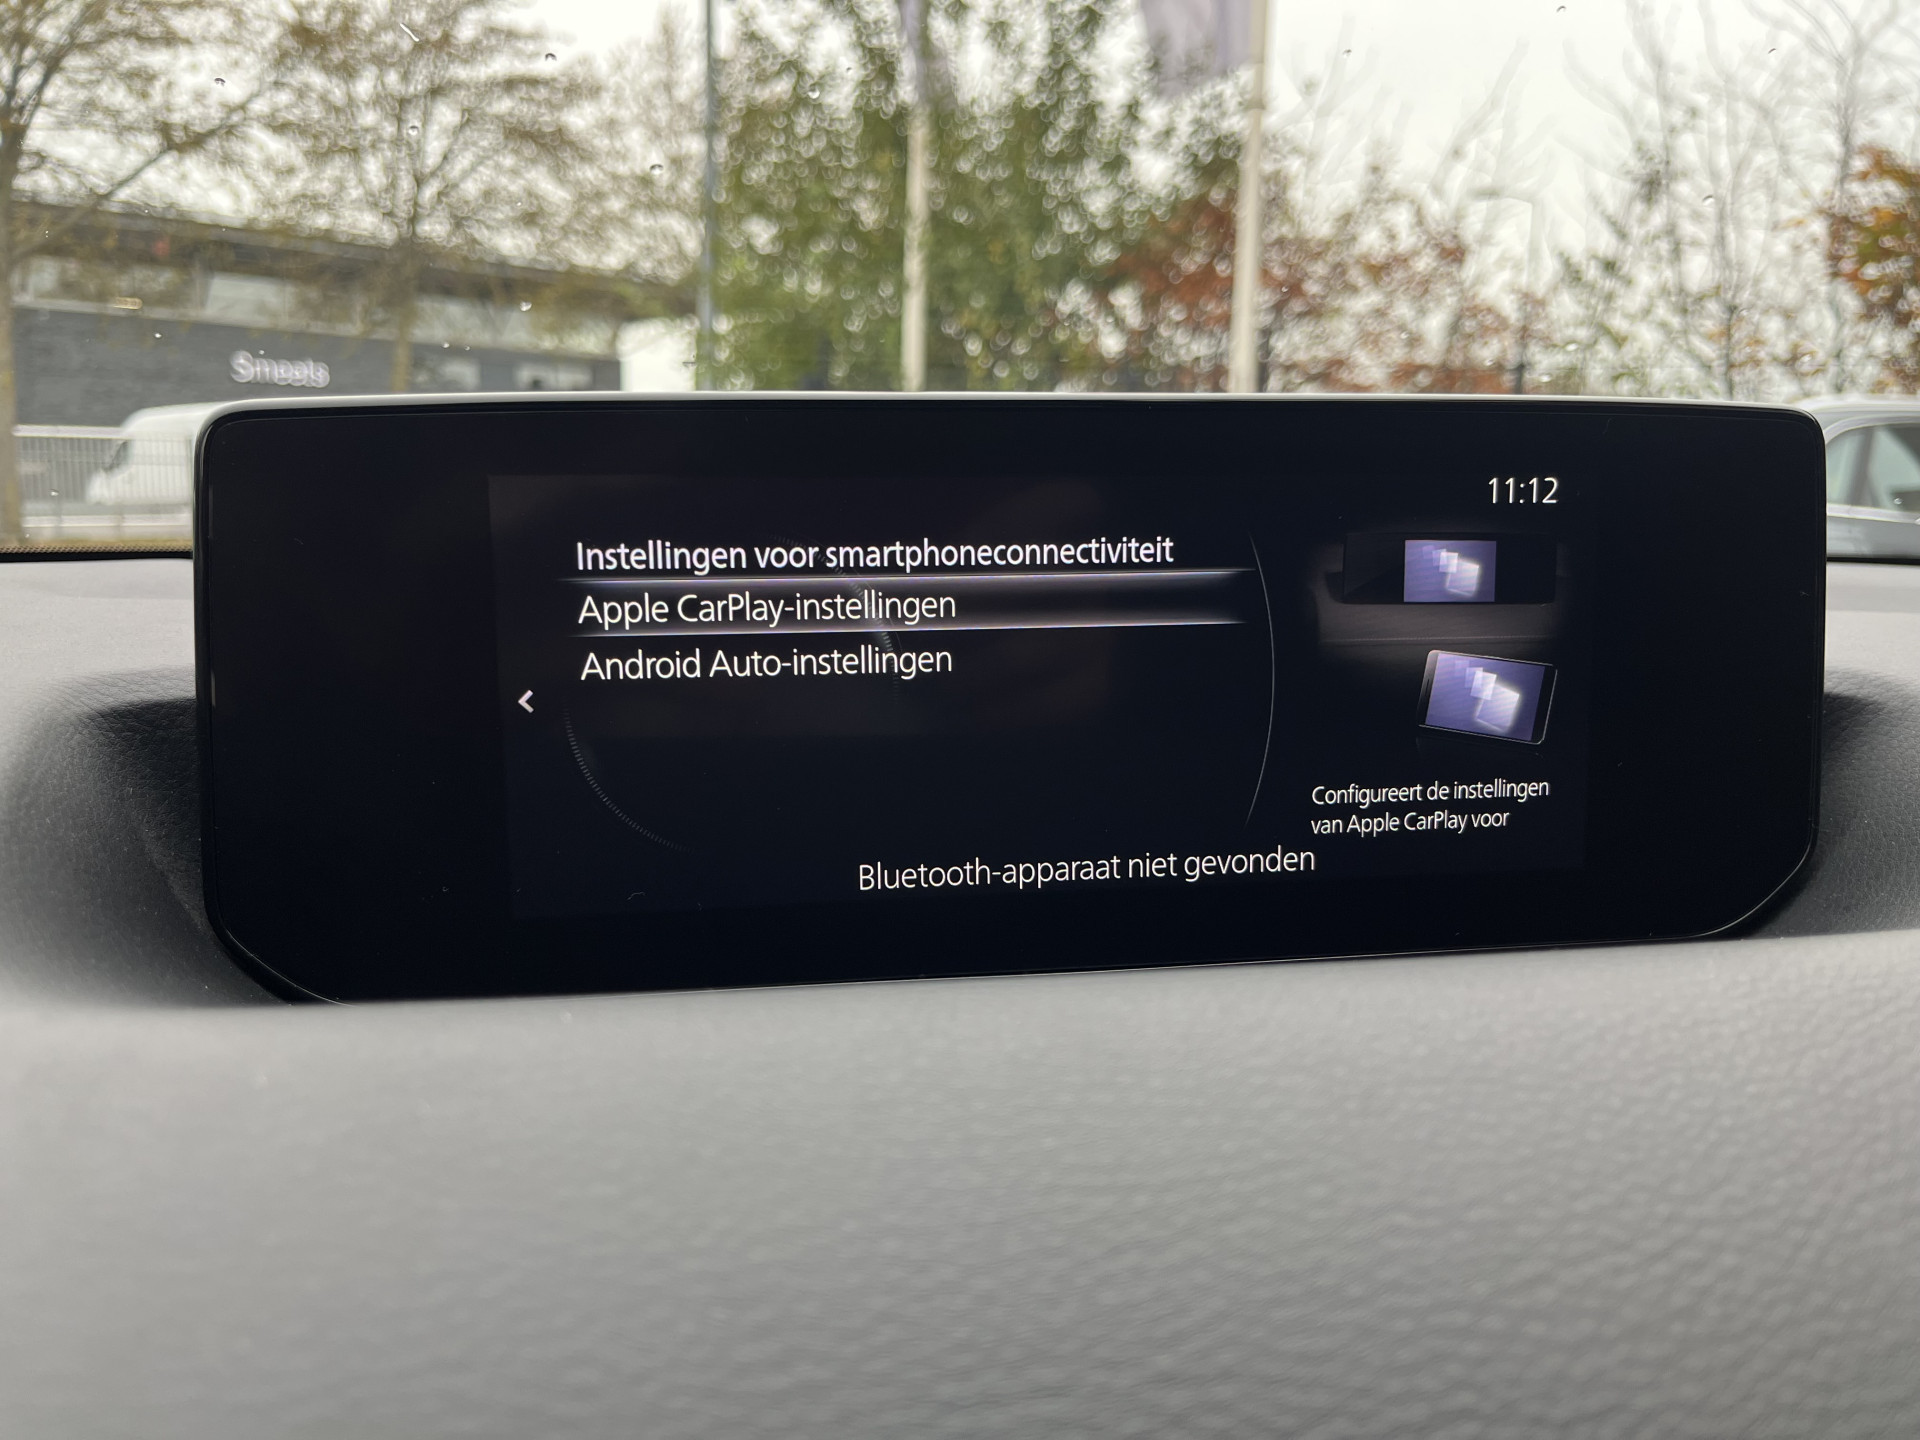 Smeets
11:12
Instellingen voor smartphoneconnectiviteit
Apple CarPlay-instellingen
Android Auto-instellingen
Configureert de instellingen
van Apple CarPlay voor
Bluetooth-apparaat niet gevonden